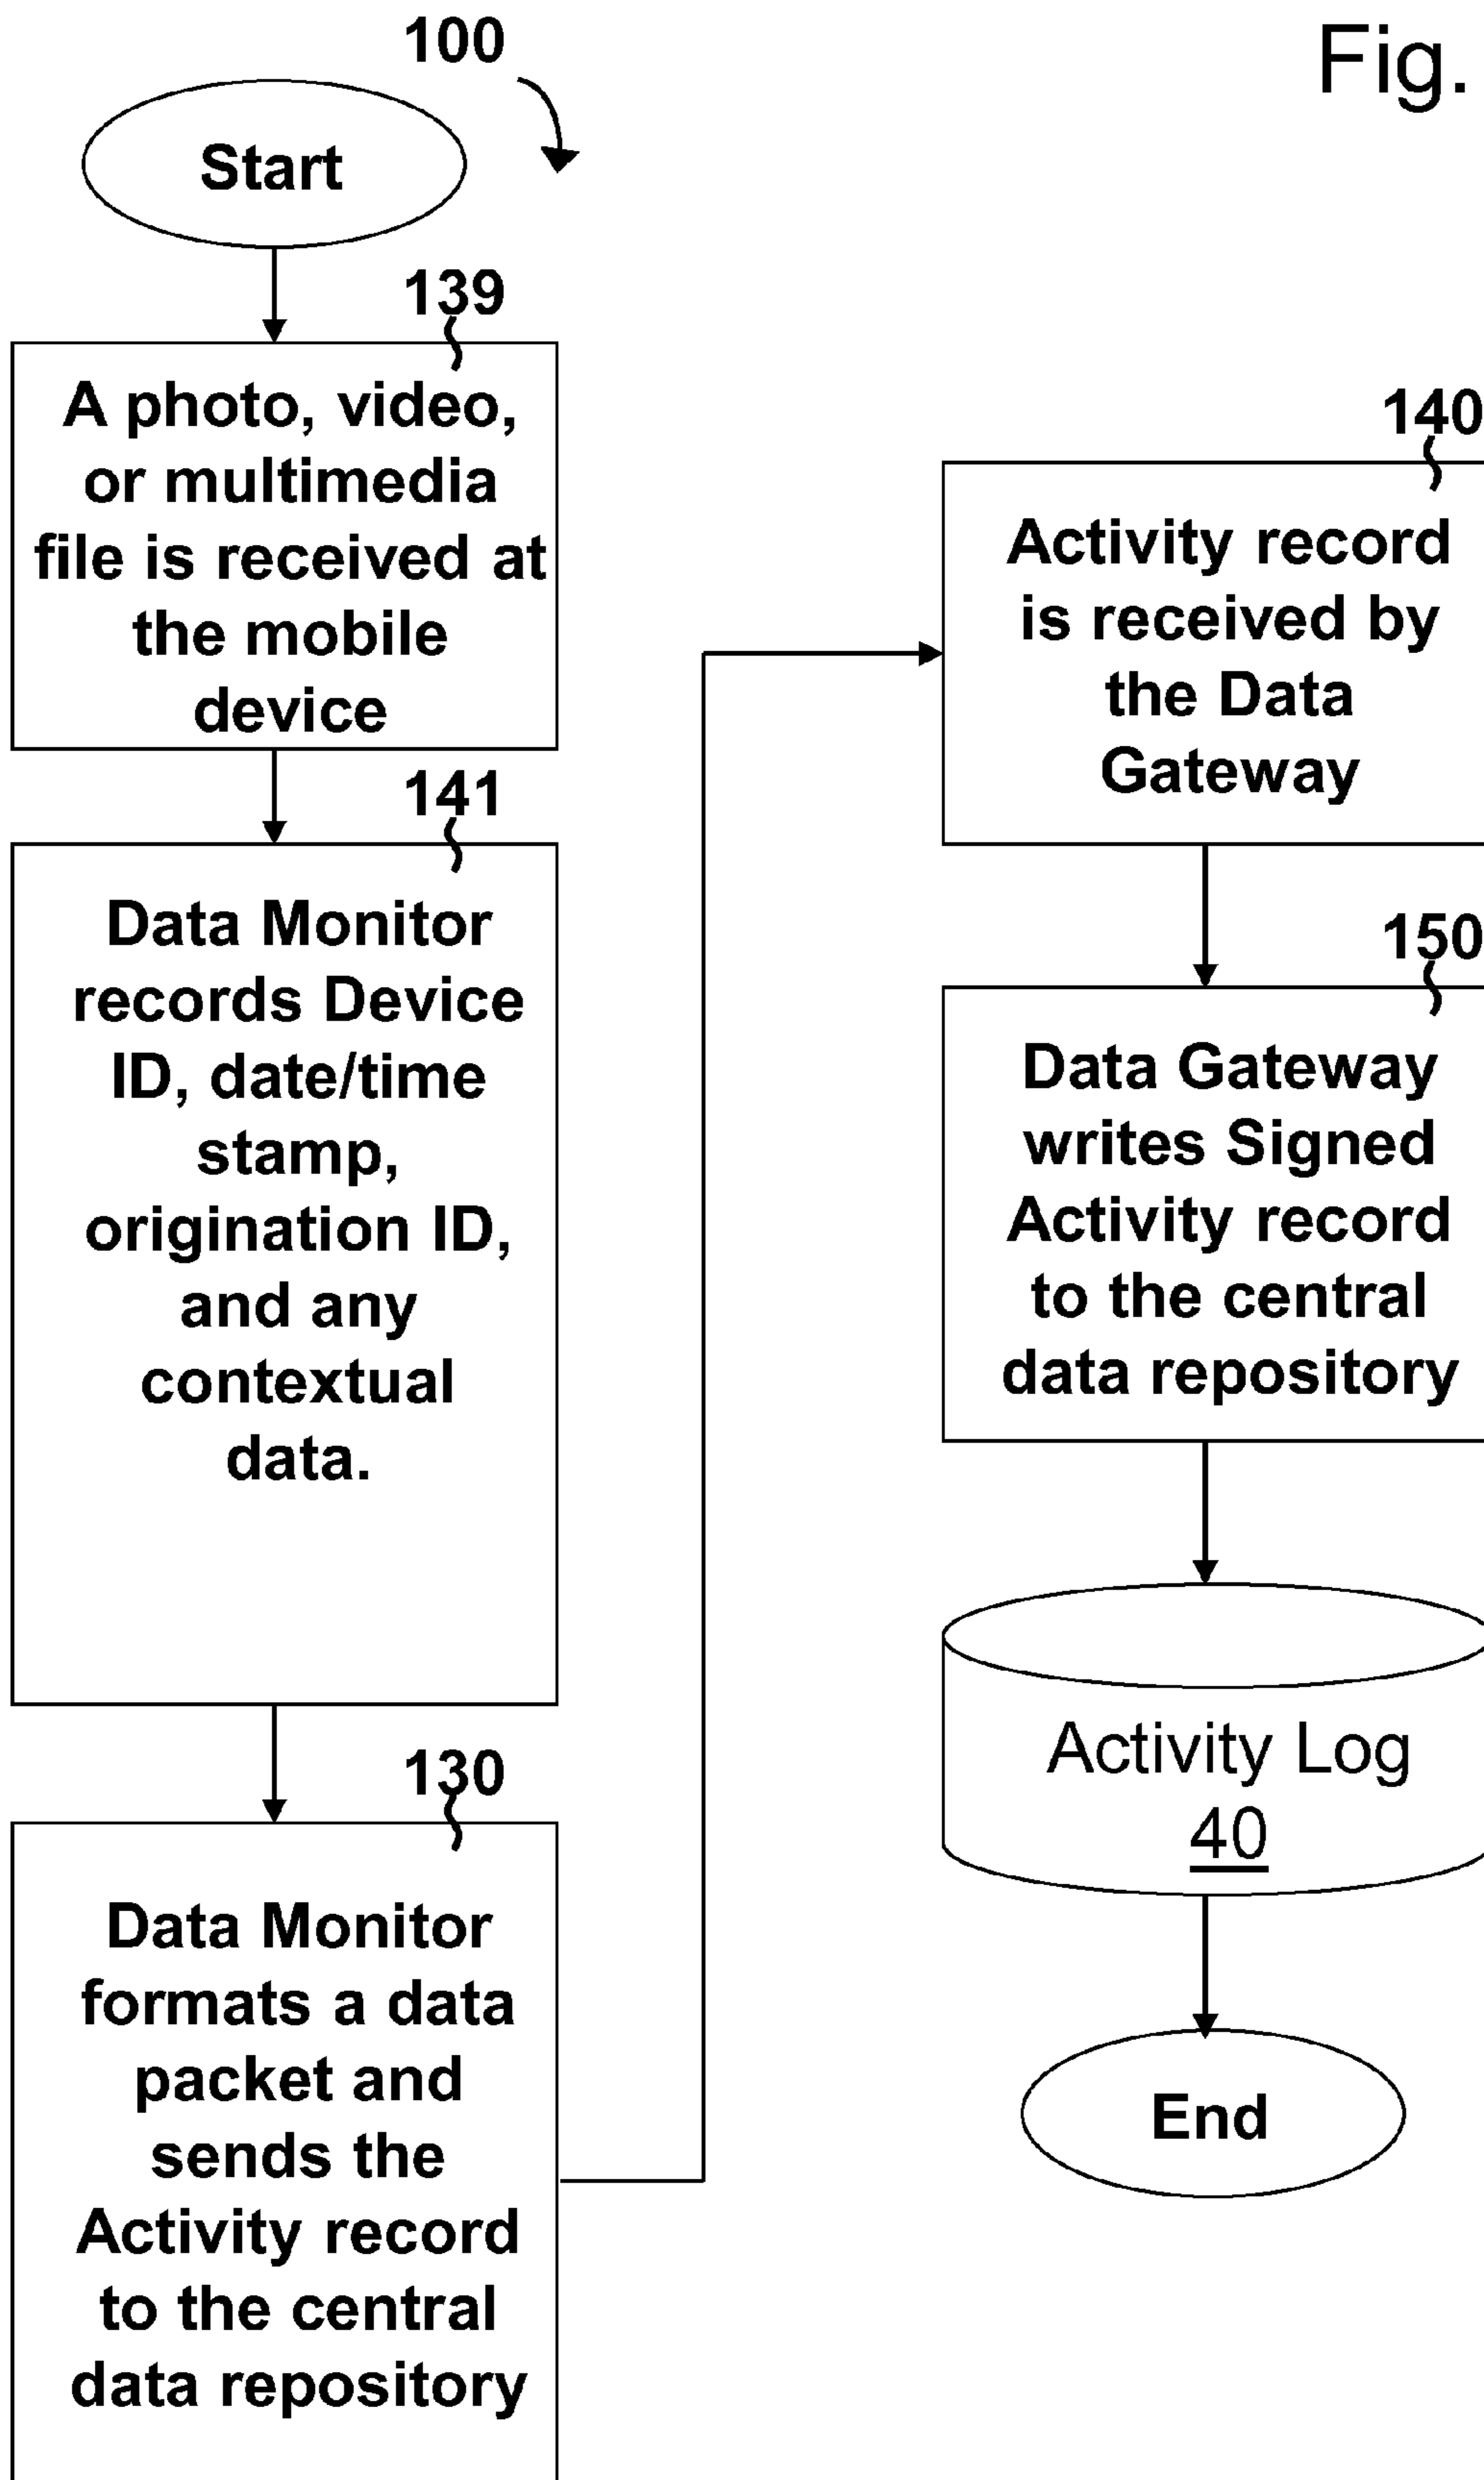 100
Fig.
Start
139
A photo, video,
or multimedia
file is received at
the mobile
device
141
Data Monitor
records Device
ID, date/time
stamp,
origination ID,
and any
contextual
data.
130
Data Monitor
formats a data
packet and
sends the
Activity record
to the central
data repository
140
Activity record
is received by
the Data
Gateway
150
Data Gateway
writes Signed
Activity record
to the central
data repository
Activity Log
40
End